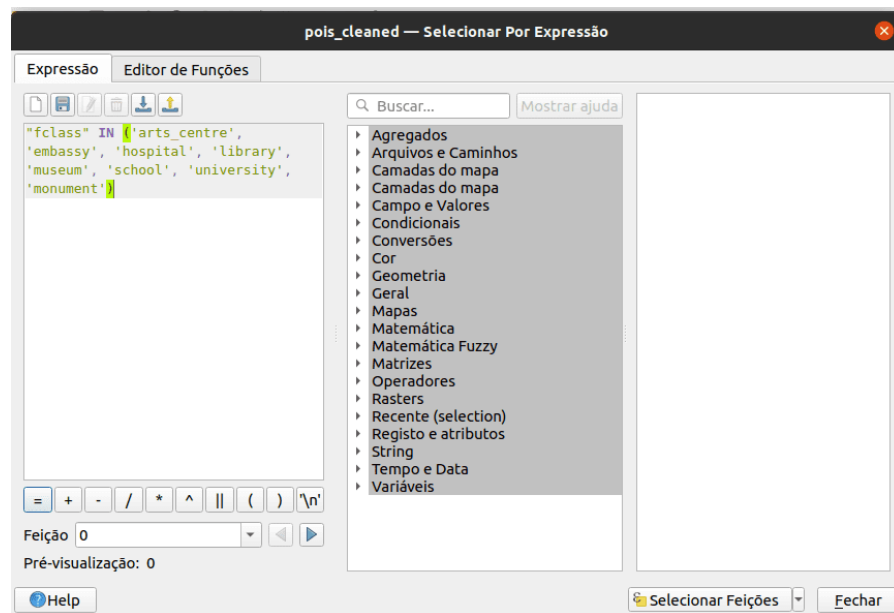 pois_cleaned — Selecionar Por Expressão
Expressão
Editor de Funções
"fclass" IN ('arts_centre',
'embassy', 'hospital', 'library',
'museum', 'school', 'university',
'monument')
= + - / * ^ || ( ) '\n'
Feição 0
Pré-visualização: 0
Buscar...
Mostrar ajuda
Agregados
Arquivos e Caminhos
Camadas do mapa
Camadas do mapa
Campo e Valores
Condicionais
Conversões
Cor
Geometria
Geral
Mapas
Matemática
Matemática Fuzzy
Matrizes
Operadores
Rasters
Recente (selection)
Registo e atributos
String
Tempo e Data
Variáveis
Help
Selecionar Feições
Fechar